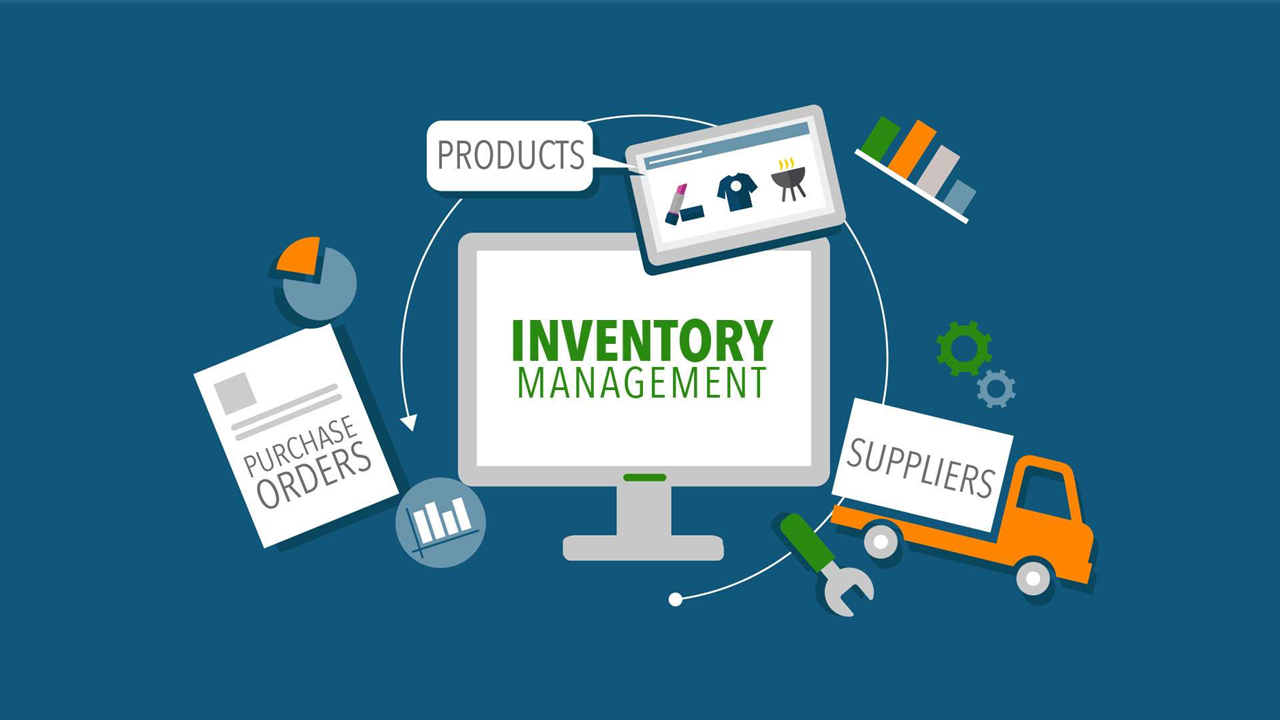 PRODUCTS
INVENTORY
MANAGEMENT
PURCHASE
ORDERS
SUPPLIERS